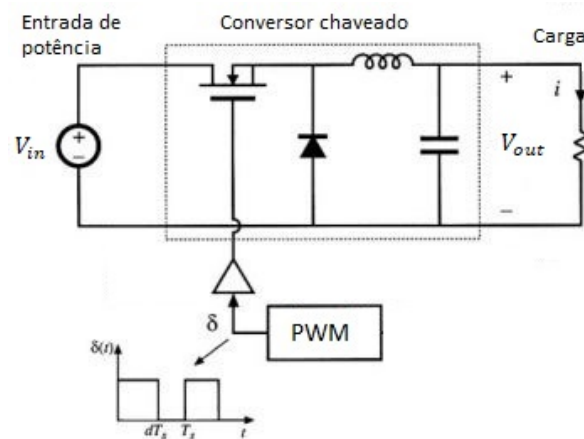 Entrada de
potência
Conversor chaveado
Carga
+
i
V_in
+
−
V_out
−
δ
PWM
δ(t)
dT_s
T_s
t